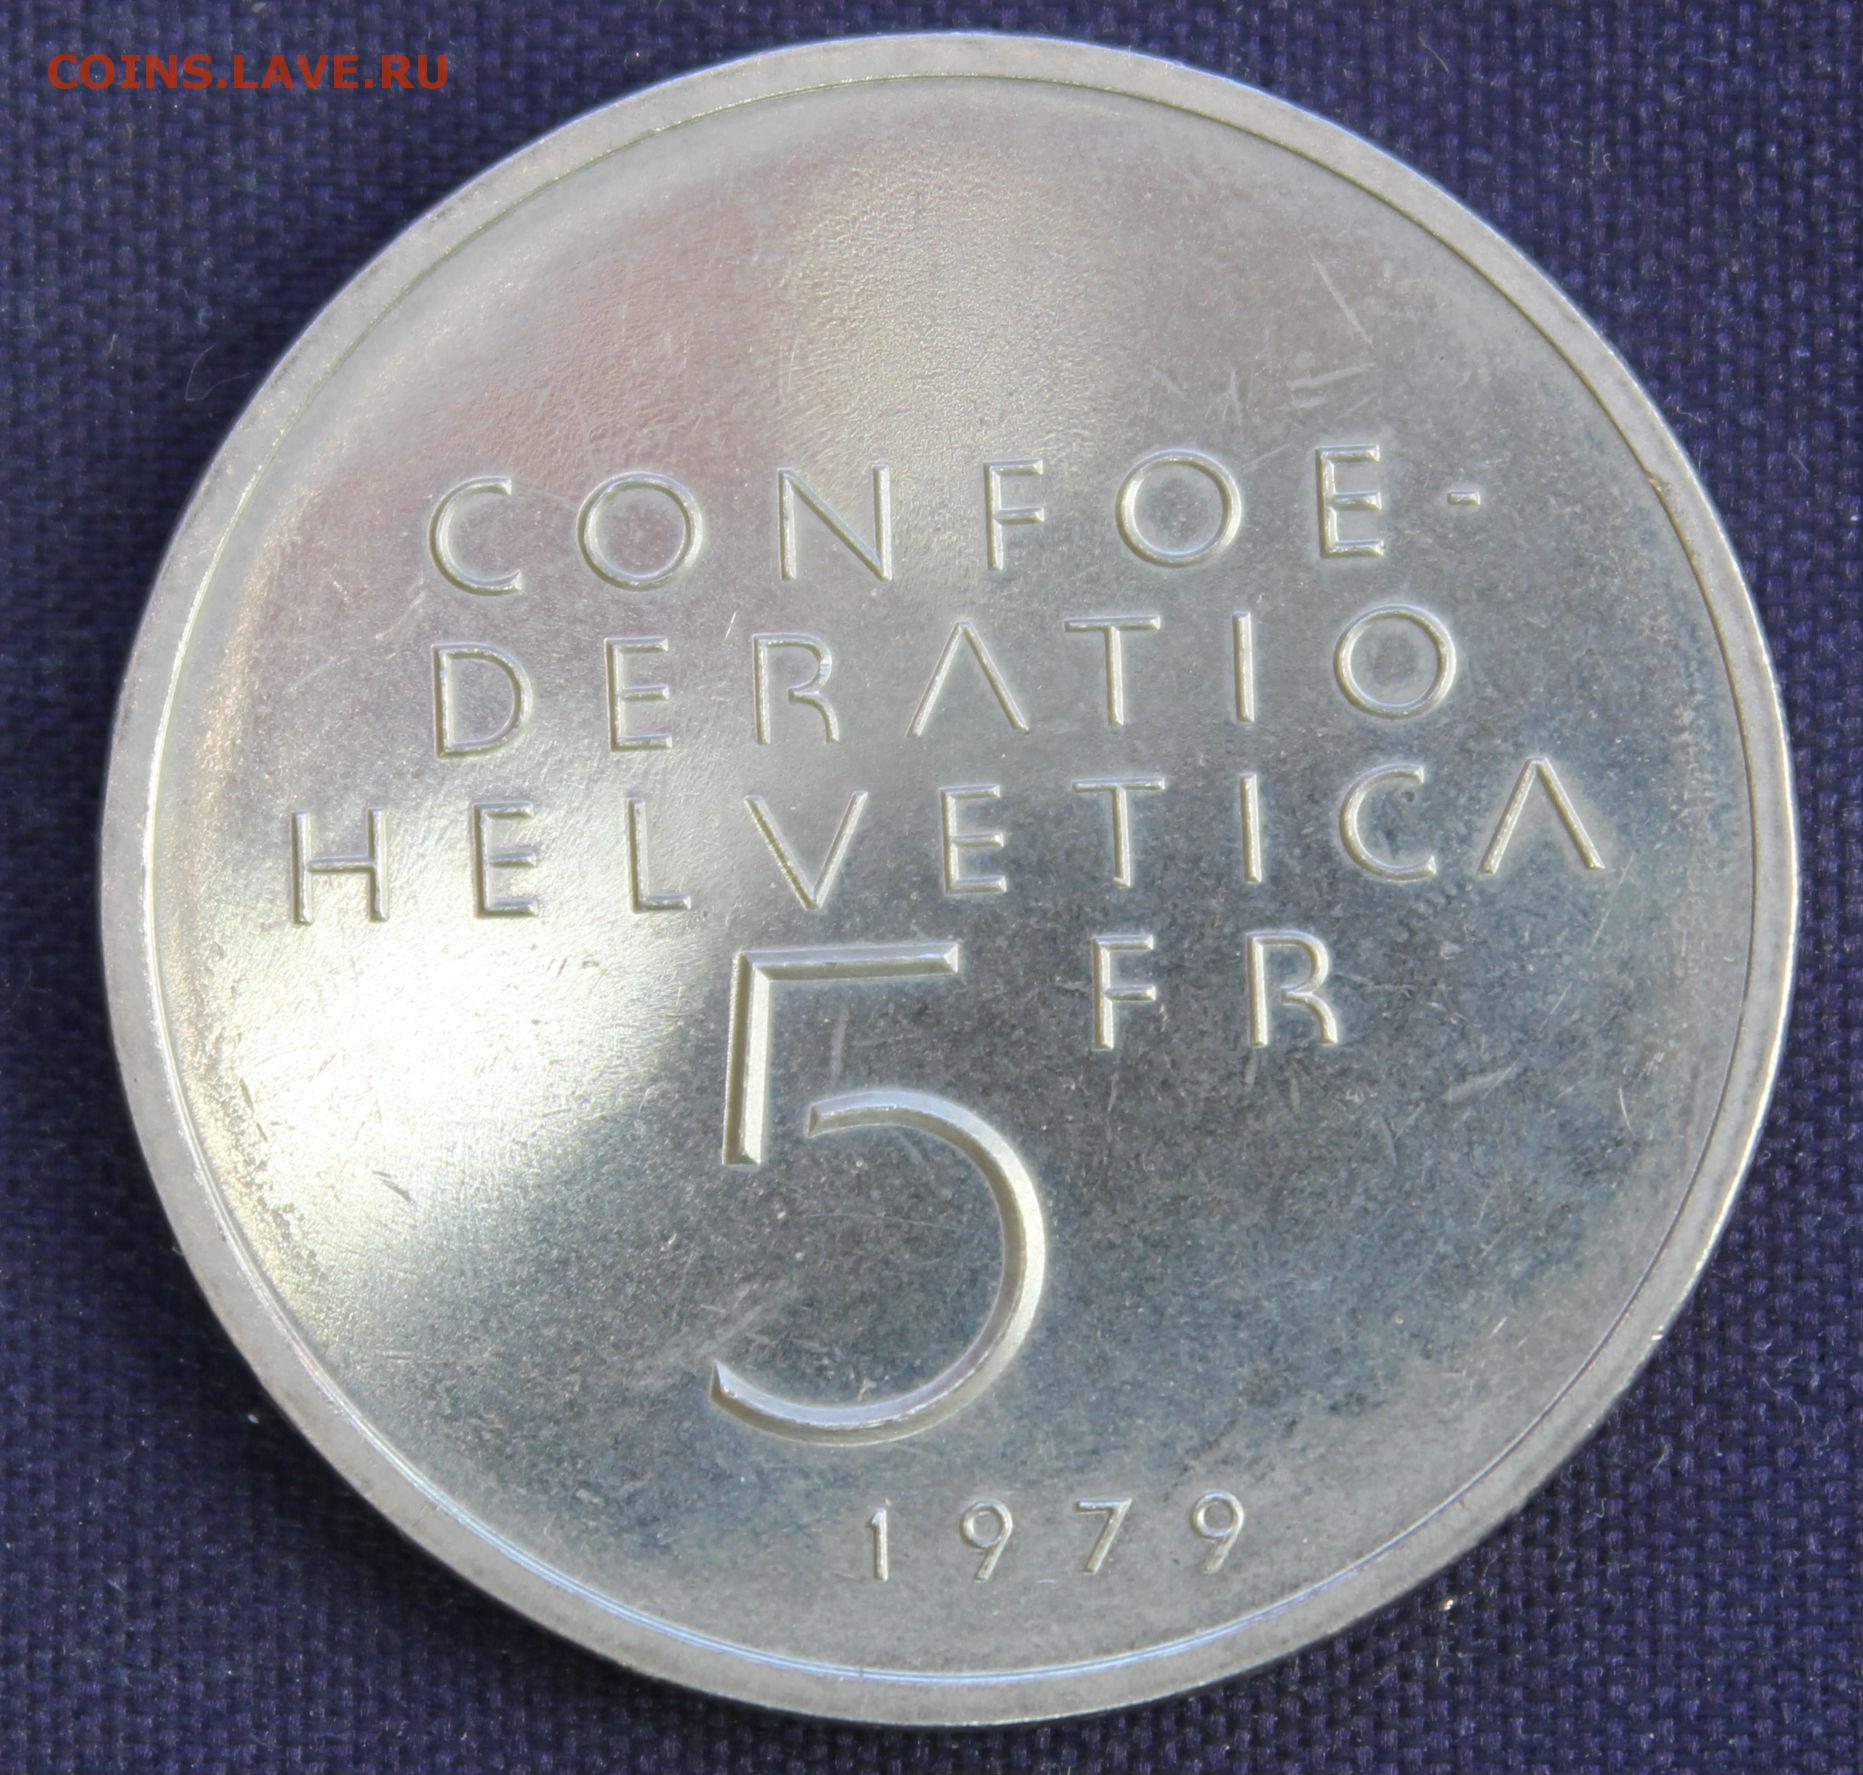 COINS.LAVE.RU
CONFOE-
DERATIO
HELVETICA
5 FR
1979